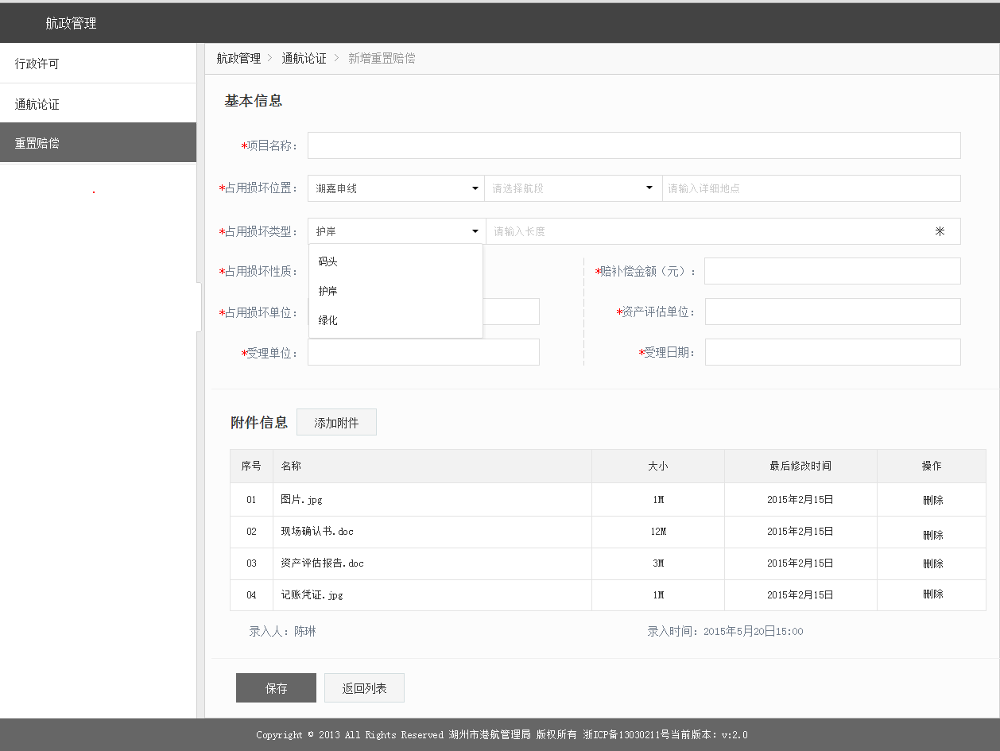 航政管理
行政许可
通航论证
重置赔偿
航政管理 > 通航论证 > 新增重置赔偿
基本信息
*项目名称：
*占用损坏位置： 湖嘉申线 请选择航段 请输入详细地点
*占用损坏类型： 护岸 请输入长度 米
码头
护岸
绿化
*占用损坏性质： *赔补偿金额（元）：
*占用损坏单位： *资产评估单位：
*受理单位： *受理日期：
附件信息 添加附件
序号 名称 大小 最后修改时间 操作
01 图片.jpg 1M 2015年2月15日 删除
02 现场确认书.doc 12M 2015年2月15日 删除
03 资产评估报告.doc 3M 2015年2月15日 删除
04 记账凭证.jpg 1M 2015年2月15日 删除
录入人：陈琳 录入时间：2015年5月20日15:00
保存 返回列表
Copyright © 2013 All Rights Reserved 湖州市港航管理局 版权所有 浙ICP备13030211号当前版本：v:2.0